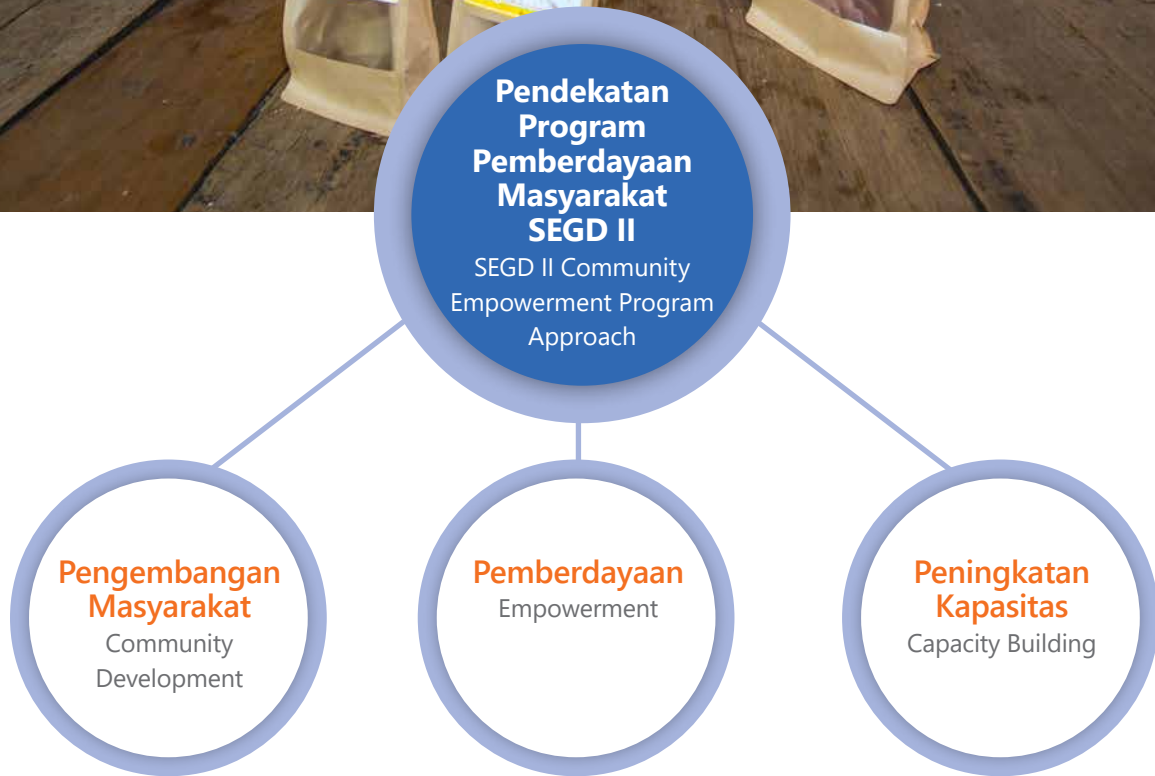 Pendekatan
Program
Pemberdayaan
Masyarakat
SEGD II
SEGD II Community
Empowerment Program
Approach
Pengembangan
Masyarakat
Community
Development
Pemberdayaan
Empowerment
Peningkatan
Kapasitas
Capacity Building